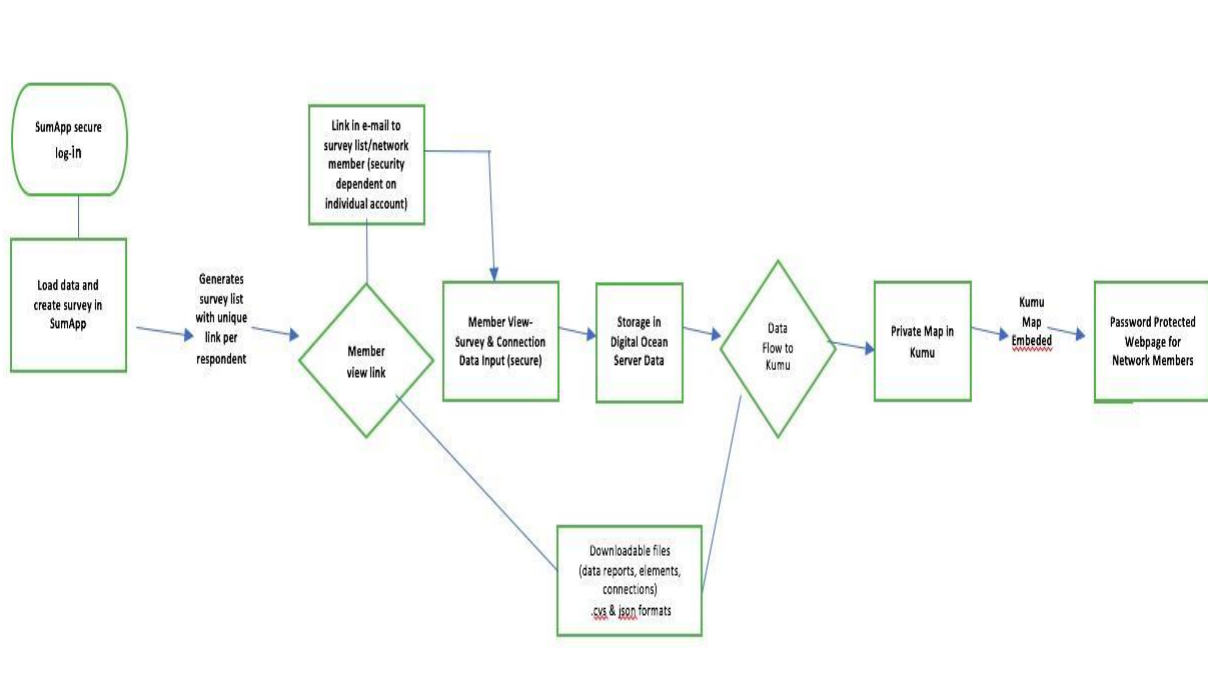 SumApp secure
log-in
Load data and
create survey in
SumApp
Generates
survey list
with unique
link per
respondent
Link in e-mail to
survey list/network
member (security
dependent on
individual account)
Member
view link
Member View-
Survey & Connection
Data Input (secure)
Storage in
Digital Ocean
Server Data
Data
Flow to
Kumu
Private Map in
Kumu
Kumu
Map
Embeded
Password Protected
Webpage for
Network Members
Downloadable files
(data reports, elements,
connections)
.cvs & json formats